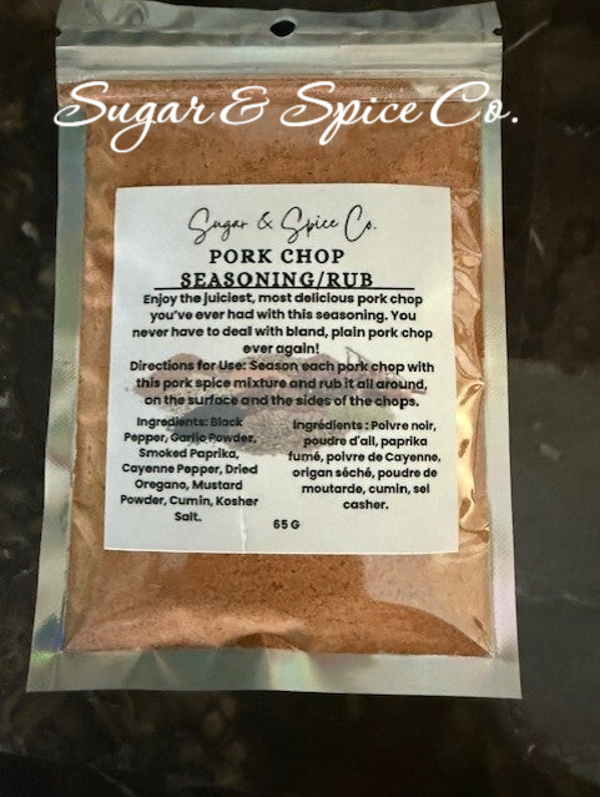 Sugar & Spice Co.
Sugar & Spice Co.
PORK CHOP
SEASONING/RUB
Enjoy the juiciest, most delicious pork chop
you've ever had with this seasoning. You
never have to deal with bland, plain pork chop
ever again!
Directions for Use: Season each pork chop with
this pork spice mixture and rub it all around,
on the surface and the sides of the chops.
Ingredients: Black
Pepper, Garlic Powder,
Smoked Paprika,
Cayenne Pepper, Dried
Oregano, Mustard
Powder, Cumin, Kosher
Salt.
Ingrédients : Poivre noir,
poudre d'ail, paprika
fumé, poivre de Cayenne,
origan séché, poudre de
moutarde, cumin, sel
casher.
65 G